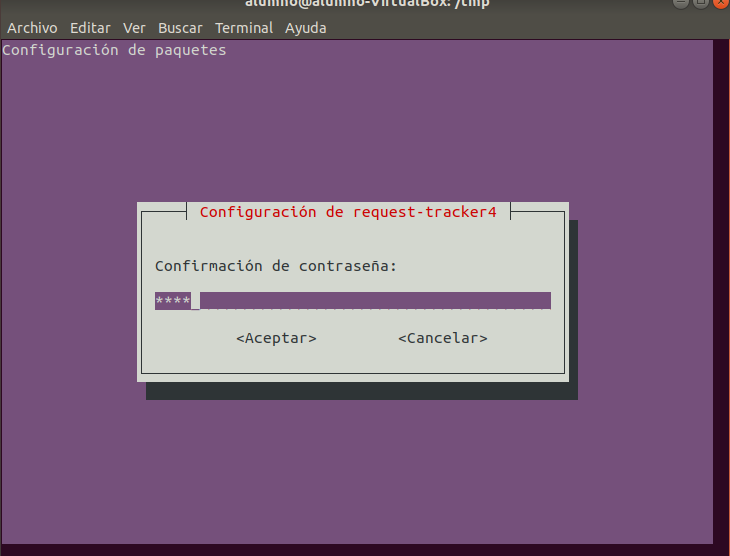 alumno@alumno-VirtualBox: /tmp
Archivo Editar Ver Buscar Terminal Ayuda
Configuración de paquetes
Configuración de request-tracker4
Confirmación de contraseña:
****
<Aceptar> <Cancelar>